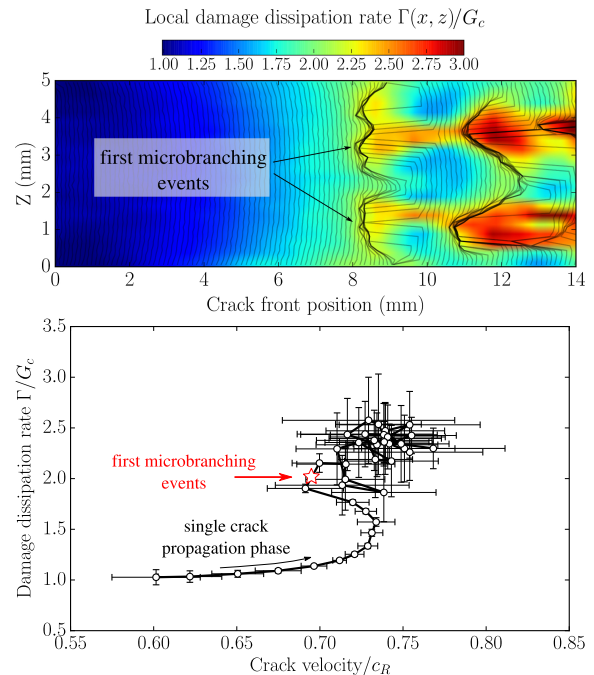 Local damage dissipation rate Γ(x, z)/G_c
1.00 1.25 1.50 1.75 2.00 2.25 2.50 2.75 3.00
5
4
3
2
1
0
Z (mm)
first microbranching
events
0 2 4 6 8 10 12 14
Crack front position (mm)
3.5
3.0
2.5
2.0
1.5
1.0
0.5
Damage dissipation rate Γ/G_c
first microbranching
events
single crack
propagation phase
0.55 0.60 0.65 0.70 0.75 0.80 0.85
Crack velocity/c_R